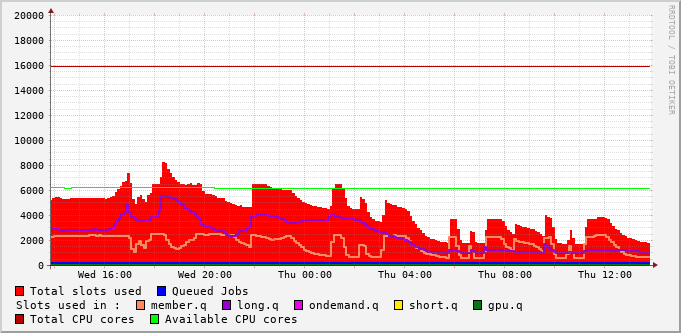 20000
18000
16000
14000
12000
10000
8000
6000
4000
2000
0
RRDTOOL / TOBI OETIKER
Wed 16:00 Wed 20:00 Thu 00:00 Thu 04:00 Thu 08:00 Thu 12:00
Total slots used Queued Jobs
Slots used in : member.q long.q ondemand.q short.q gpu.q
Total CPU cores Available CPU cores